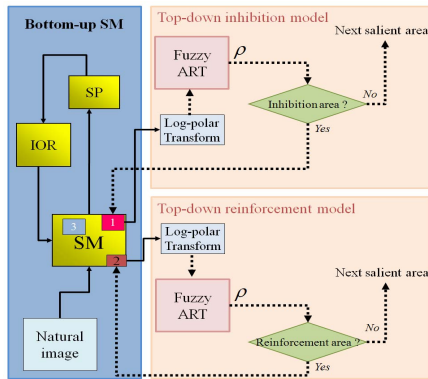 Bottom-up SM
SP
IOR
3
1
SM
2
Natural
image
Top-down inhibition model
Fuzzy
ART
ρ
Next salient area
Inhibition area ?
No
Yes
Log-polar
Transform
Top-down reinforcement model
Log-polar
Transform
Fuzzy
ART
ρ
Next salient area
Reinforcement area ?
No
Yes